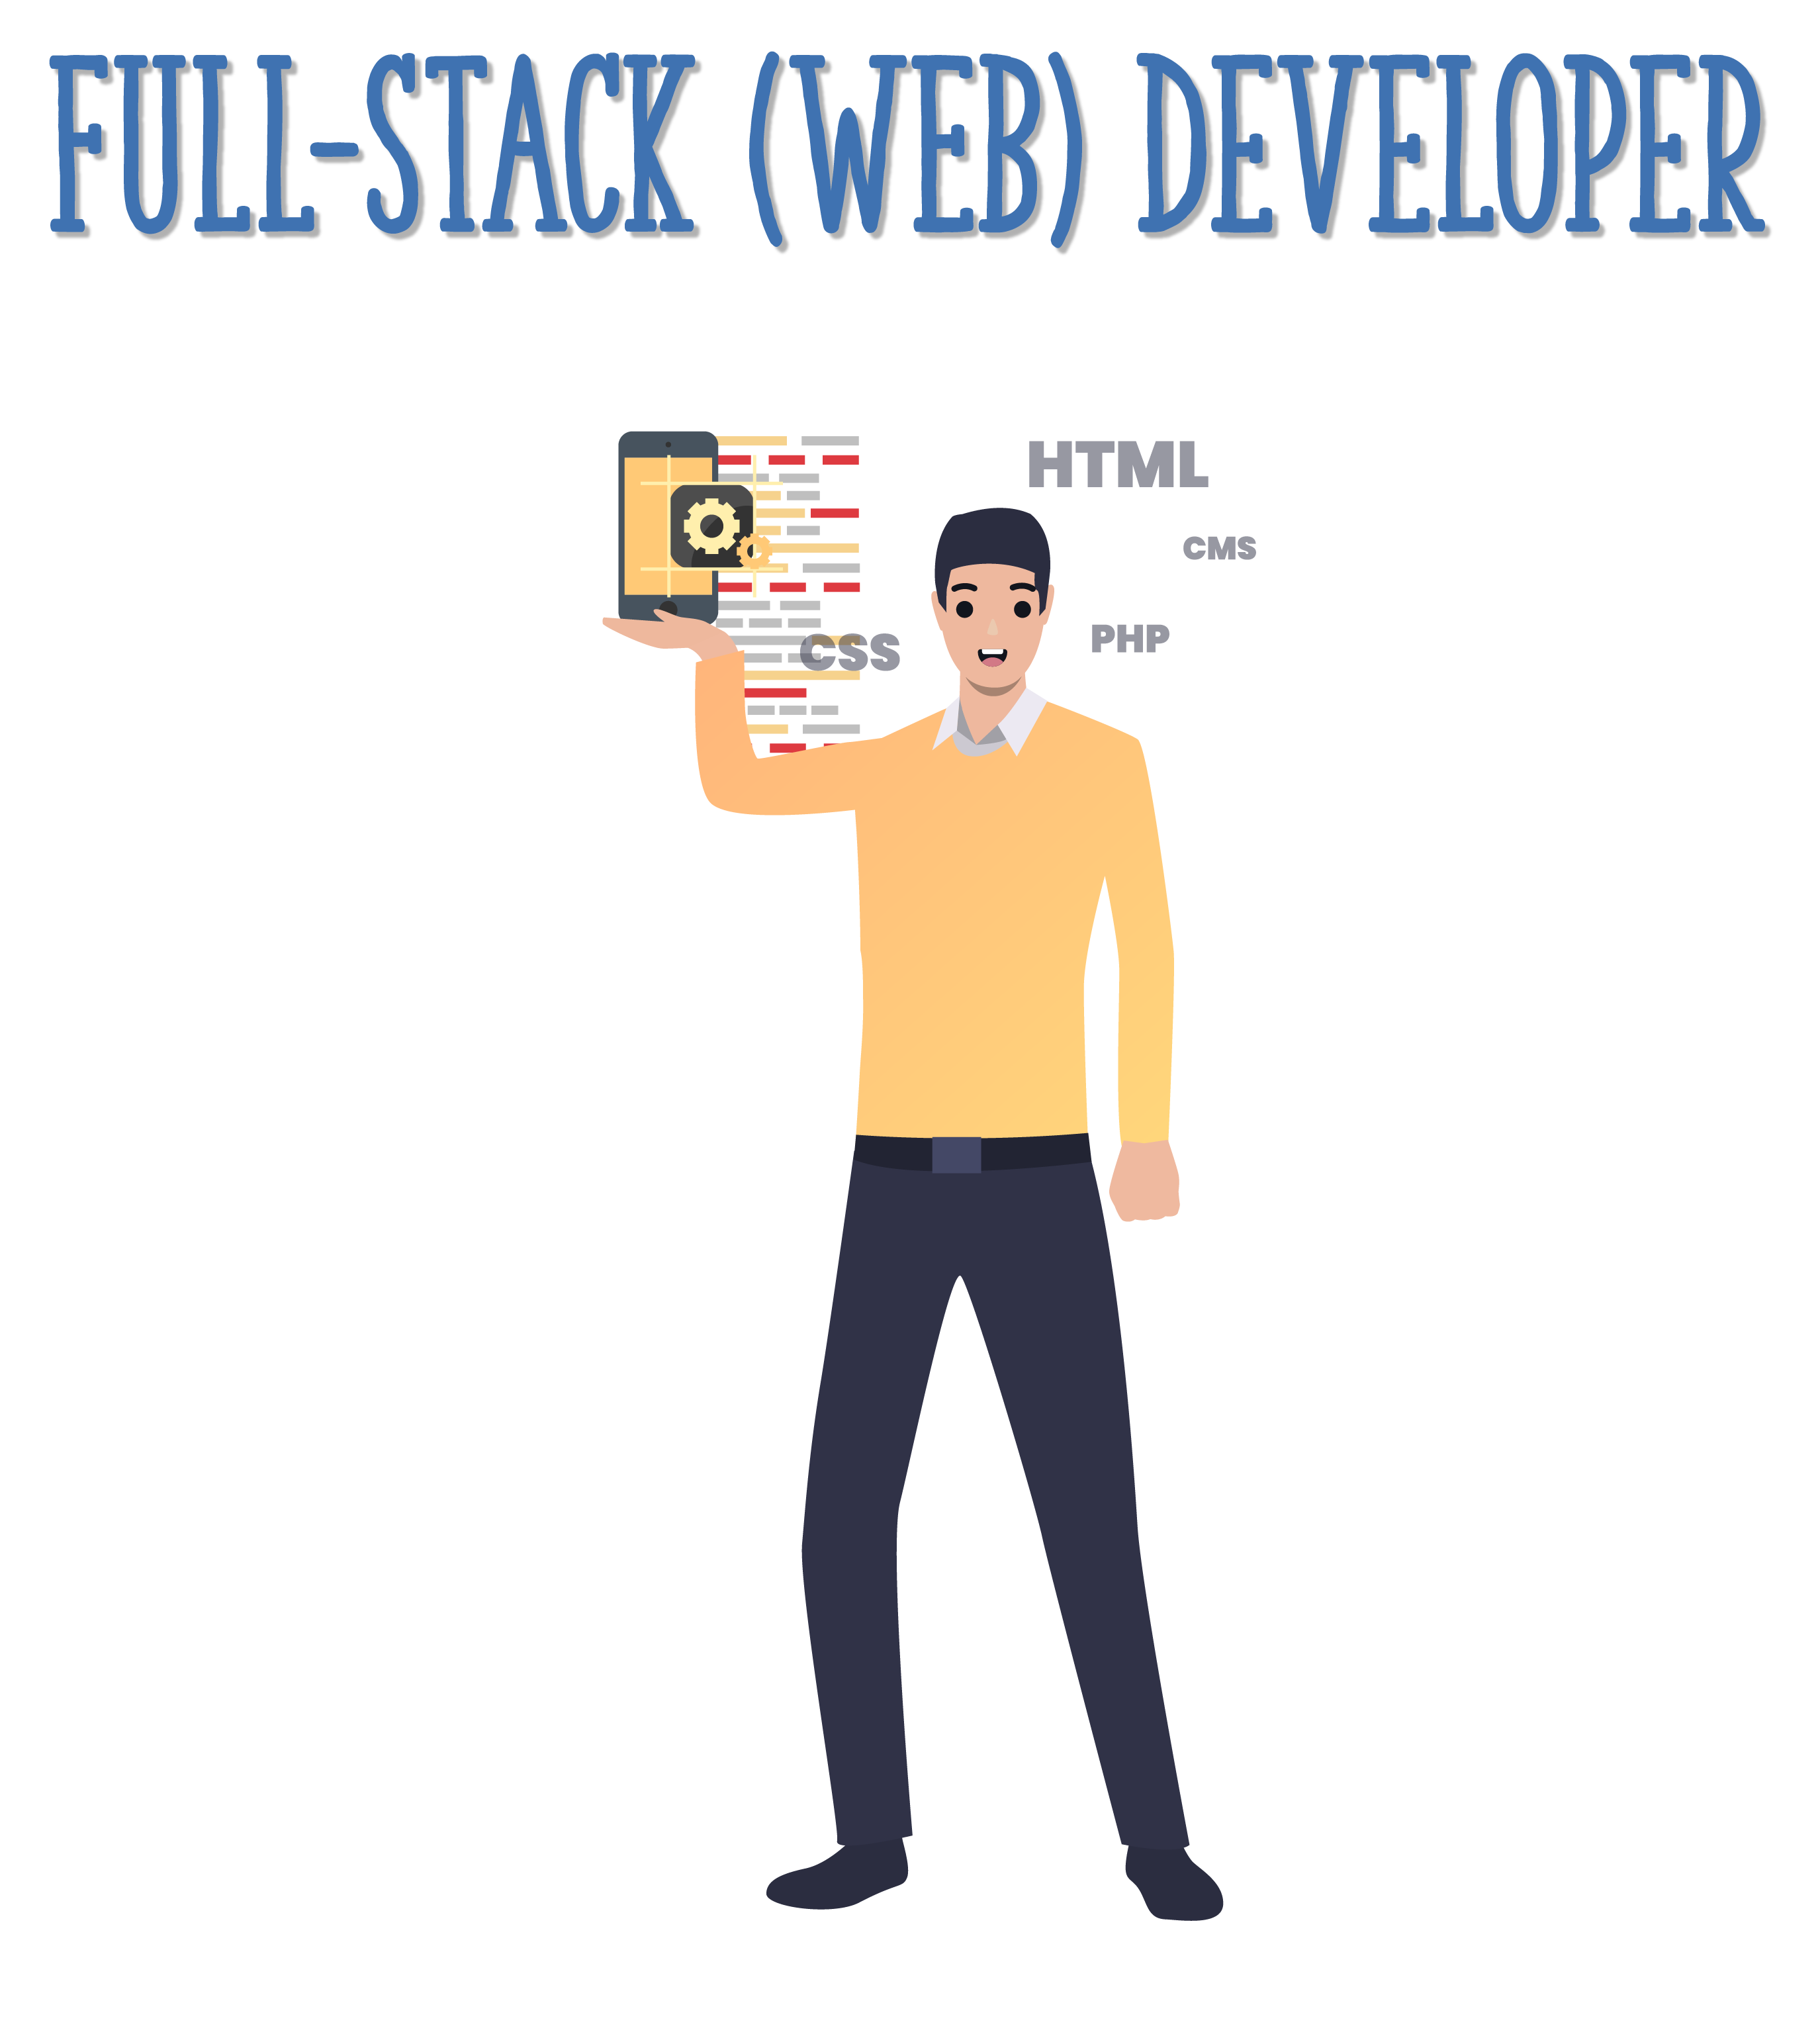 FULL-STACK (WEB) DEVELOPER
HTML
CMS
PHP
CSS